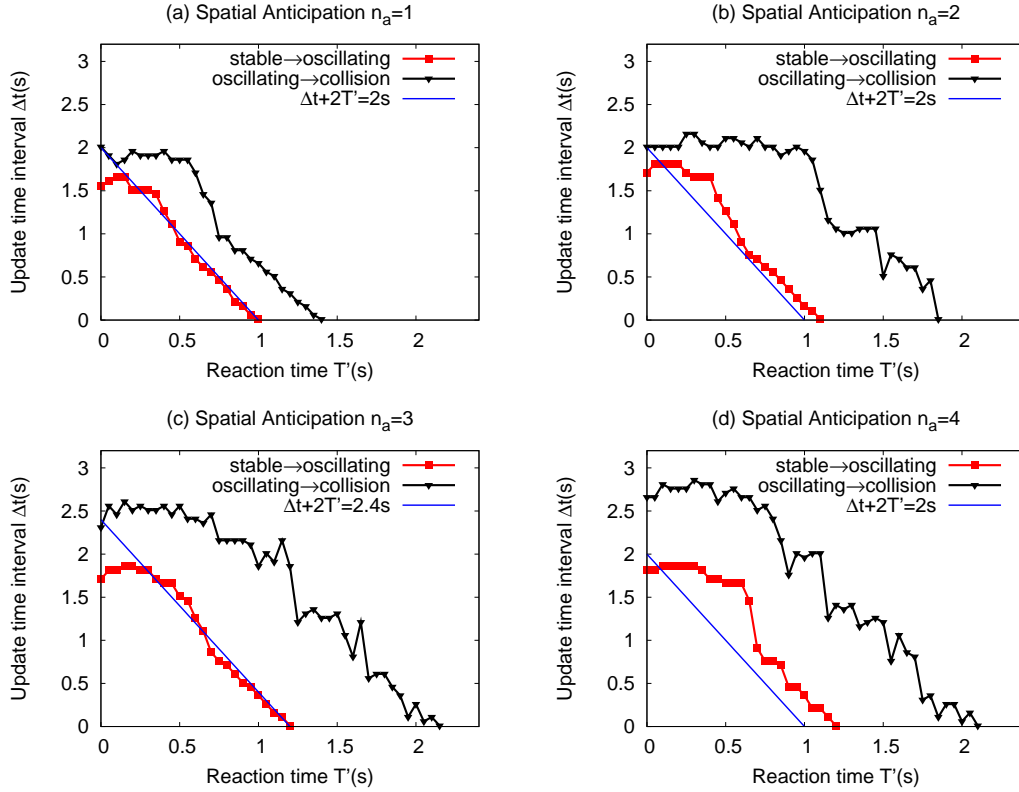 (a) Spatial Anticipation n_a=1
stable→oscillating
oscillating→collision
Δt+2T'=2s
Update time interval Δt(s)
3
2.5
2
1.5
1
0.5
0
0 0.5 1 1.5 2
Reaction time T'(s)
(b) Spatial Anticipation n_a=2
stable→oscillating
oscillating→collision
Δt+2T'=2s
Update time interval Δt(s)
3
2.5
2
1.5
1
0.5
0
0 0.5 1 1.5 2
Reaction time T'(s)
(c) Spatial Anticipation n_a=3
stable→oscillating
oscillating→collision
Δt+2T'=2.4s
Update time interval Δt(s)
3
2.5
2
1.5
1
0.5
0
0 0.5 1 1.5 2
Reaction time T'(s)
(d) Spatial Anticipation n_a=4
stable→oscillating
oscillating→collision
Δt+2T'=2s
Update time interval Δt(s)
3
2.5
2
1.5
1
0.5
0
0 0.5 1 1.5 2
Reaction time T'(s)